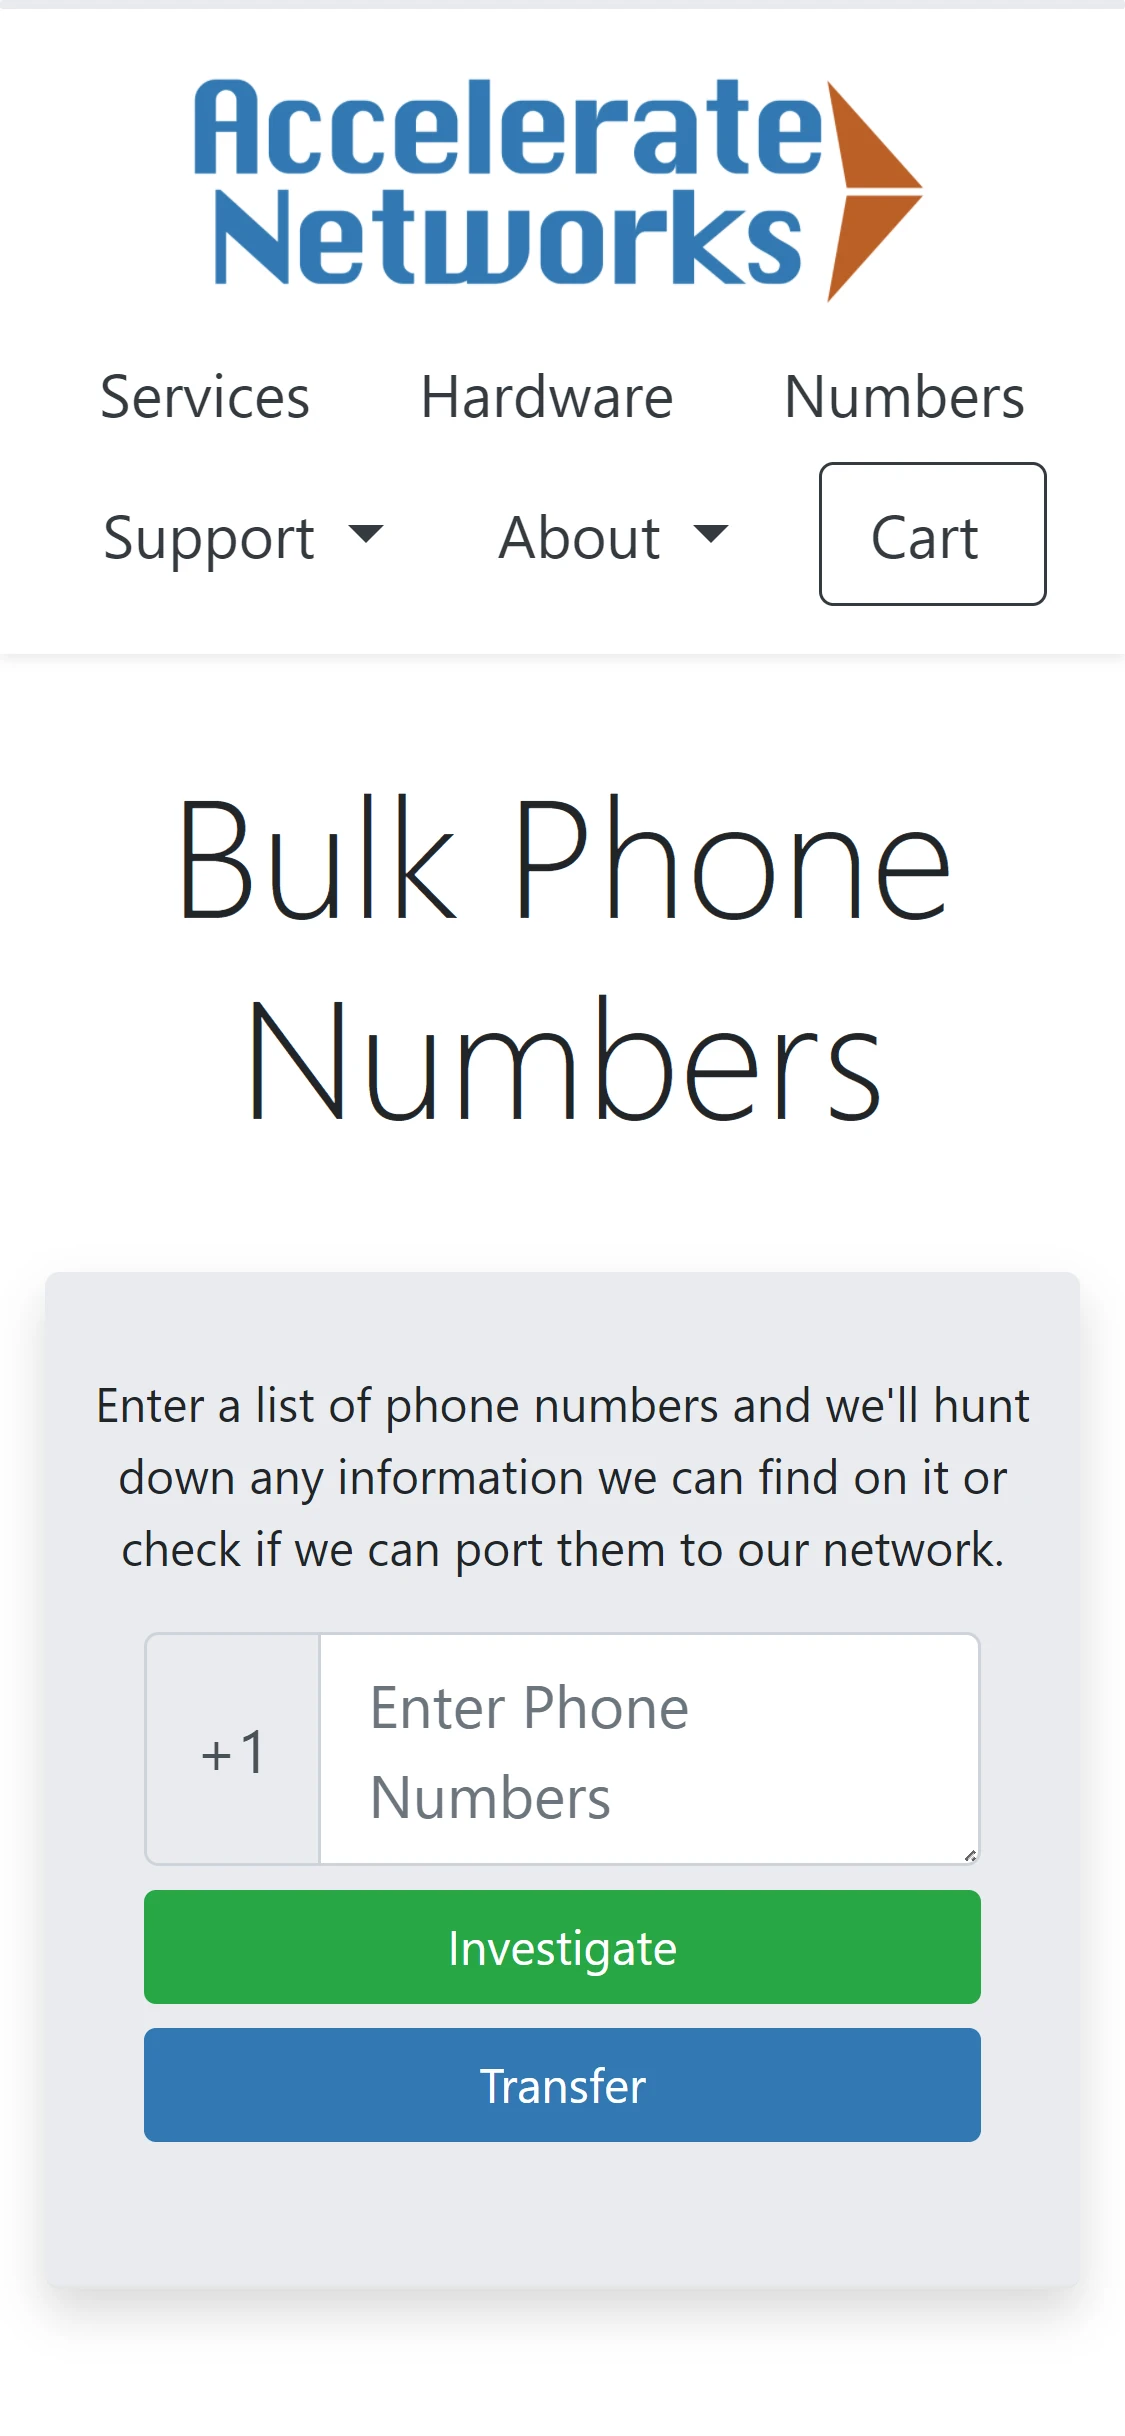 Accelerate
Networks
Services Hardware Numbers
Support About Cart
Bulk Phone
Numbers
Enter a list of phone numbers and we'll hunt
down any information we can find on it or
check if we can port them to our network.
+1 Enter Phone
Numbers
Investigate
Transfer